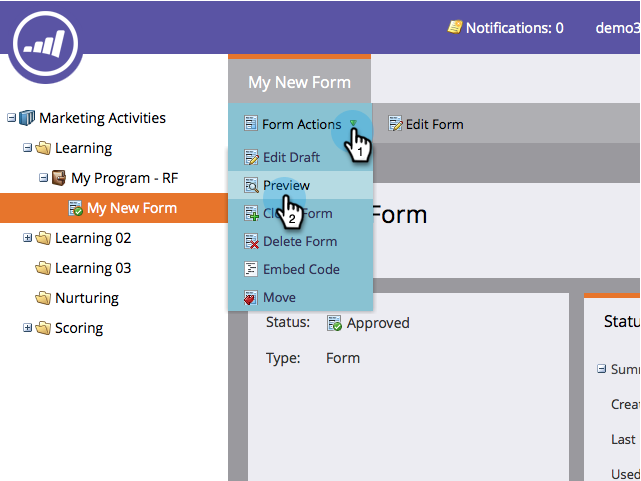 Notifications: 0
demo3
My New Form
Marketing Activities
Learning
My Program - RF
My New Form
Learning 02
Learning 03
Nurturing
Scoring
Form Actions
Edit Form
1
Edit Draft
Preview
2
Form
Delete Form
Embed Code
Move
Form
Status:
Approved
Type:
Form
Statu
Summ
Creat
Last
Used